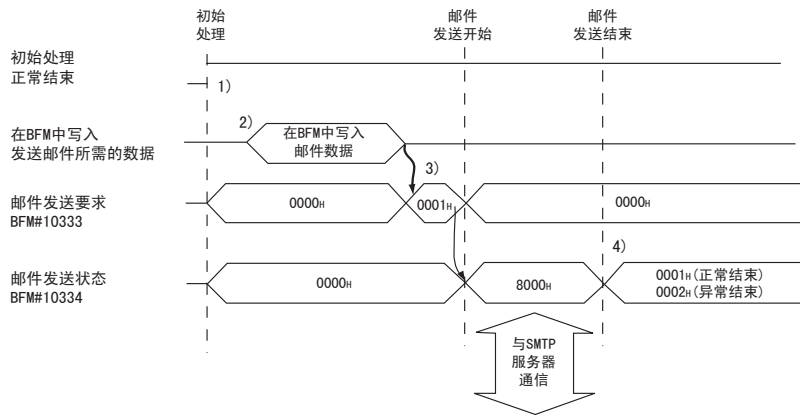 初始
处理
邮件
发送开始
邮件
发送结束
初始处理
正常结束
1)
在BFM中写入
发送邮件所需的数据
2)
在BFM中写入
邮件数据
3)
邮件发送要求
BFM#10333
0000H
0001H
0000H
4)
邮件发送状态
BFM#10334
0000H
8000H
0001H(正常结束)
0002H(异常结束)
与SMTP
服务器
通信